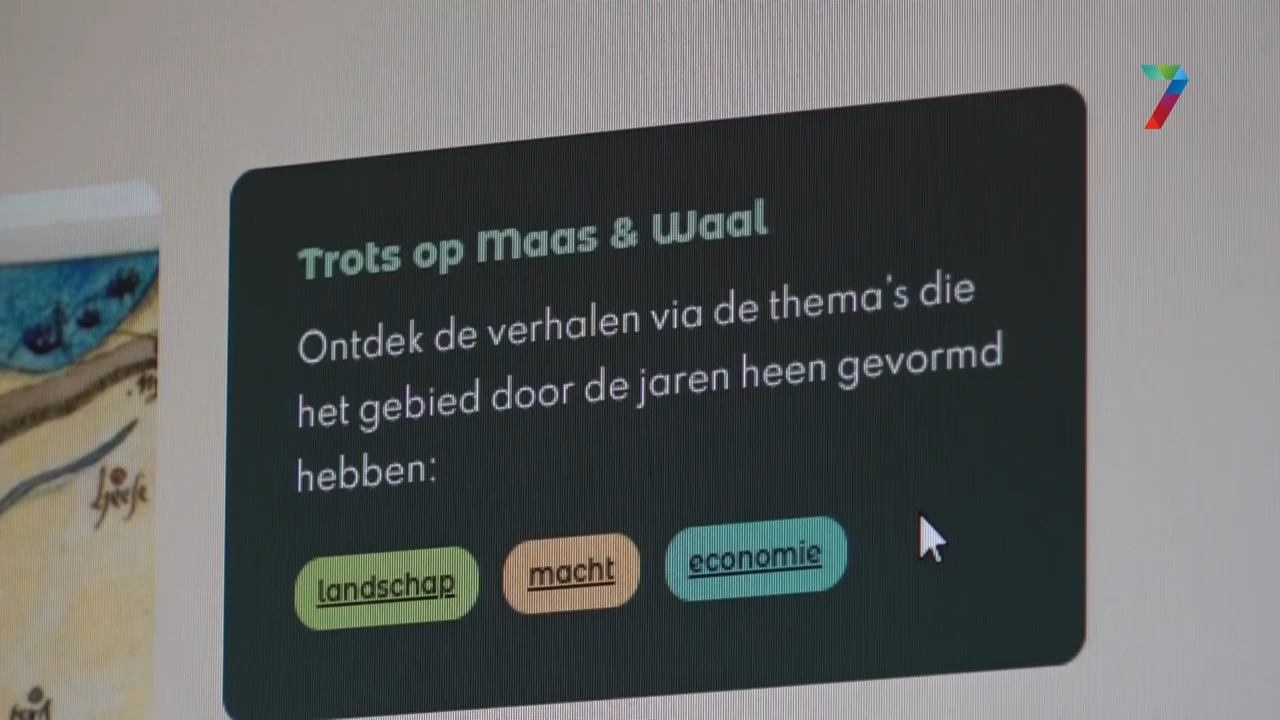 7
Trots op Maas & Waal
Ontdek de verhalen via de thema's die
het gebied door de jaren heen gevormd
hebben:
landschap macht economie